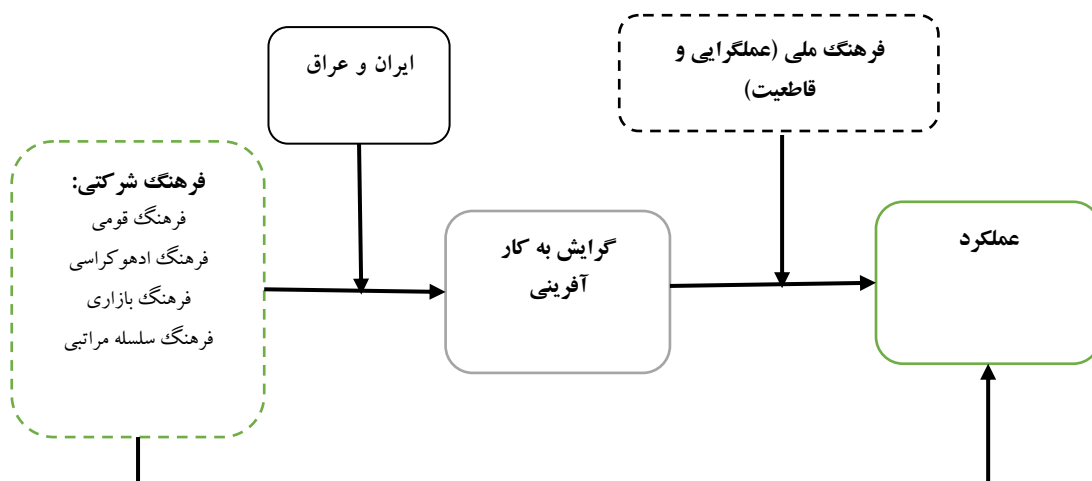 ایران و عراق
فرهنگ ملی (عملگرایی و
قاطعیت)
فرهنگ شرکتی:
فرهنگ قومی
فرهنگ ادهوکراسی
فرهنگ بازاری
فرهنگ سلسله مراتبی
گرایش به کار
آفرینی
عملکرد